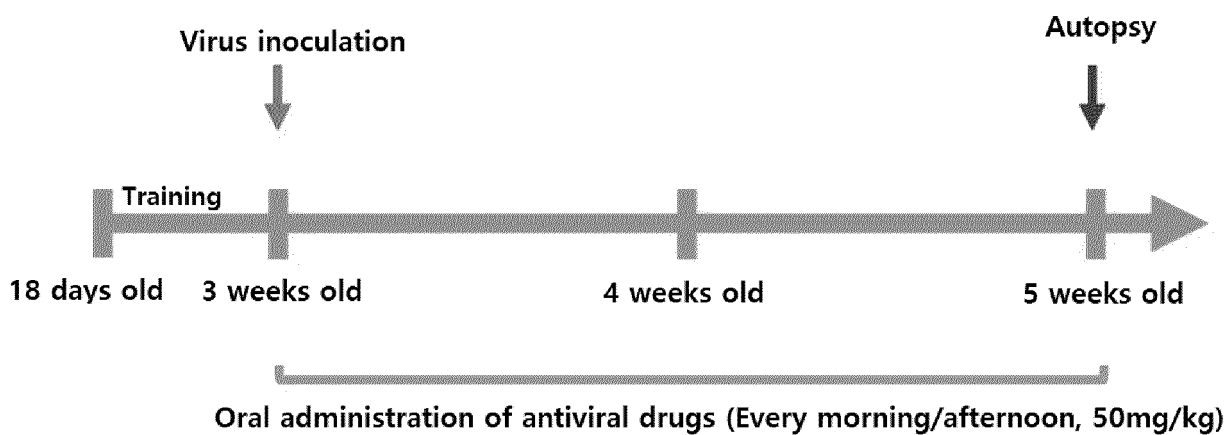 Virus inoculation
Autopsy
Training
18 days old
3 weeks old
4 weeks old
5 weeks old
Oral administration of antiviral drugs (Every morning/afternoon, 50mg/kg)